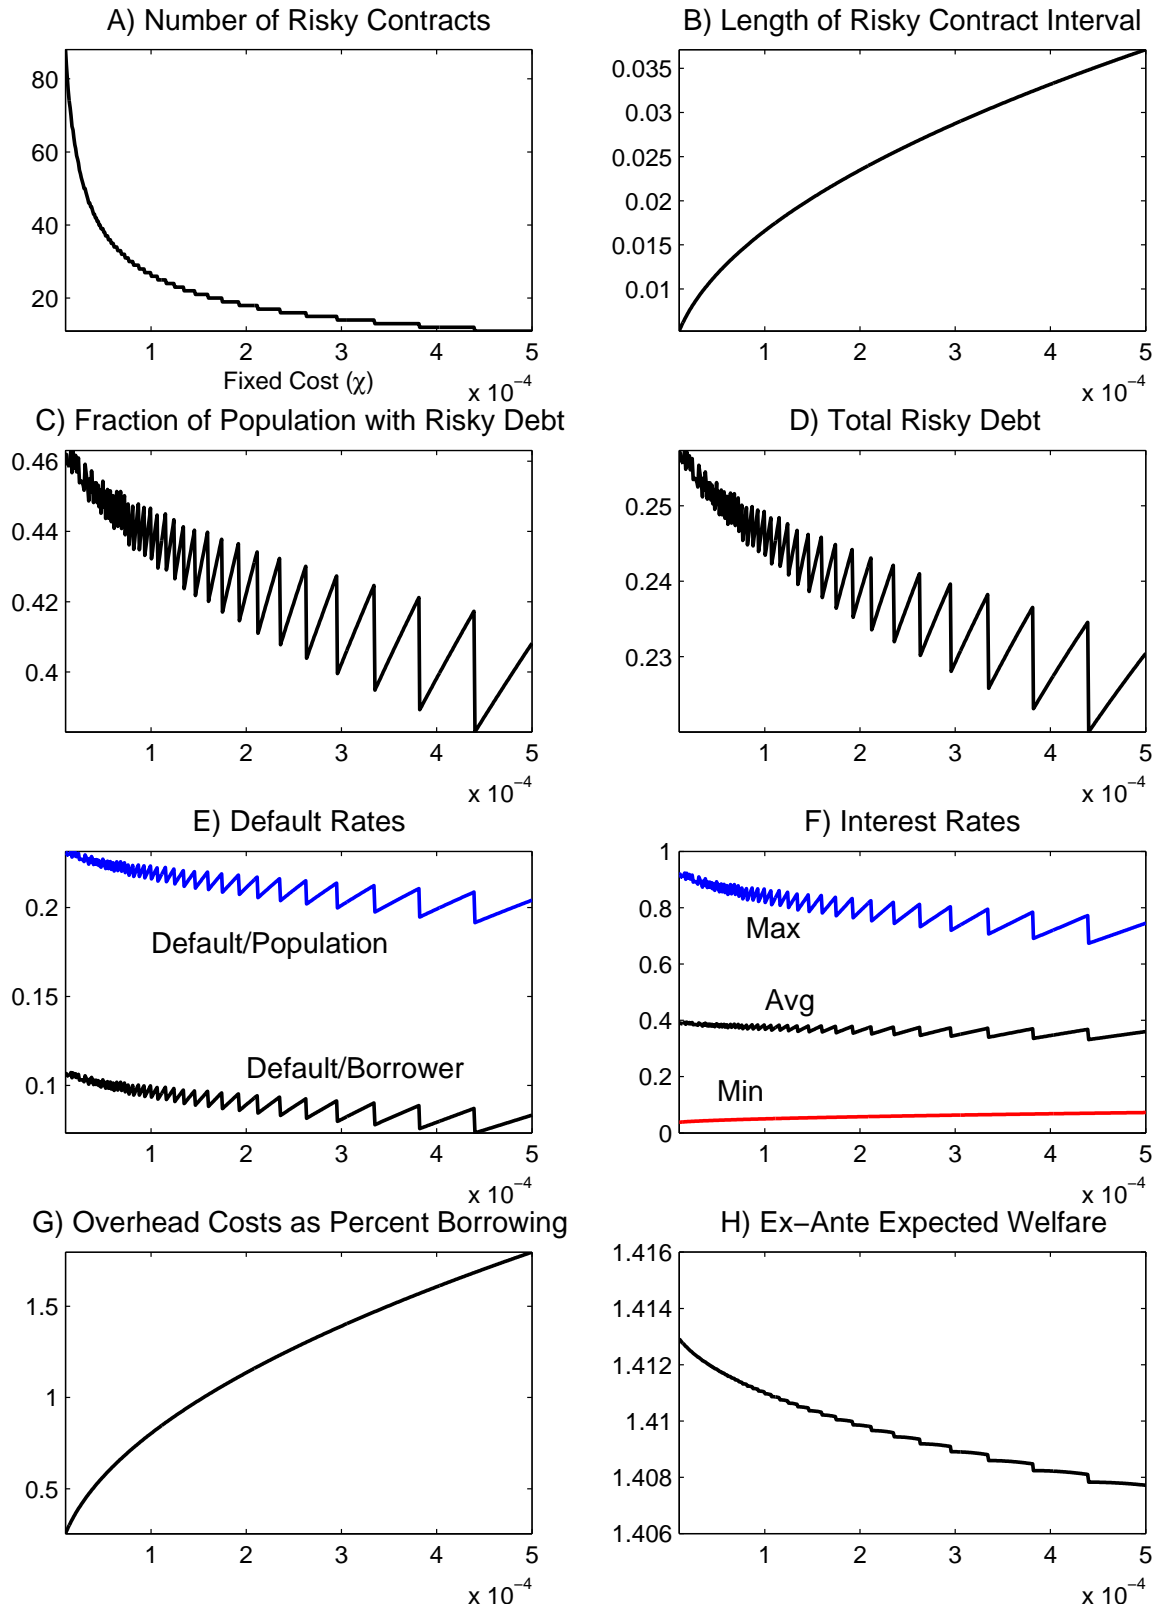 A) Number of Risky Contracts
80
60
40
20
1 2 3 4 5
Fixed Cost (χ)
x 10−4
B) Length of Risky Contract Interval
0.035
0.03
0.025
0.02
0.015
0.01
1 2 3 4 5
x 10−4
C) Fraction of Population with Risky Debt
0.46
0.44
0.42
0.4
1 2 3 4 5
x 10−4
D) Total Risky Debt
0.25
0.24
0.23
1 2 3 4 5
x 10−4
E) Default Rates
0.2
Default/Population
0.15
Default/Borrower
0.1
1 2 3 4 5
x 10−4
F) Interest Rates
1
0.8
Max
0.6
Avg
0.4
0.2
Min
0
1 2 3 4 5
x 10−4
G) Overhead Costs as Percent Borrowing
1.5
1
0.5
1 2 3 4 5
x 10−4
H) Ex−Ante Expected Welfare
1.416
1.414
1.412
1.41
1.408
1.406
1 2 3 4 5
x 10−4